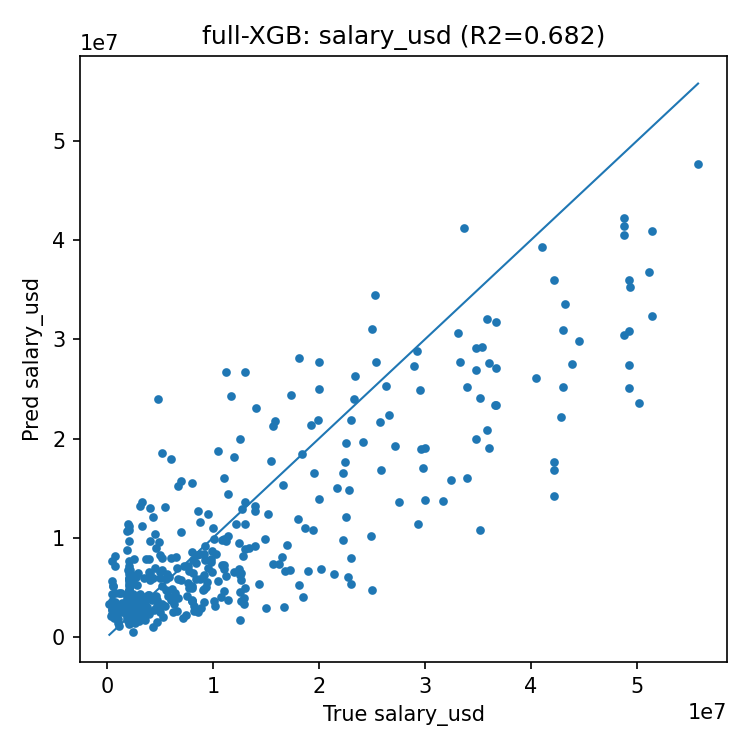 full-XGB: salary_usd (R2=0.682)
1e7
5
4
3
2
1
0
Pred salary_usd
0 1 2 3 4 5
True salary_usd
1e7